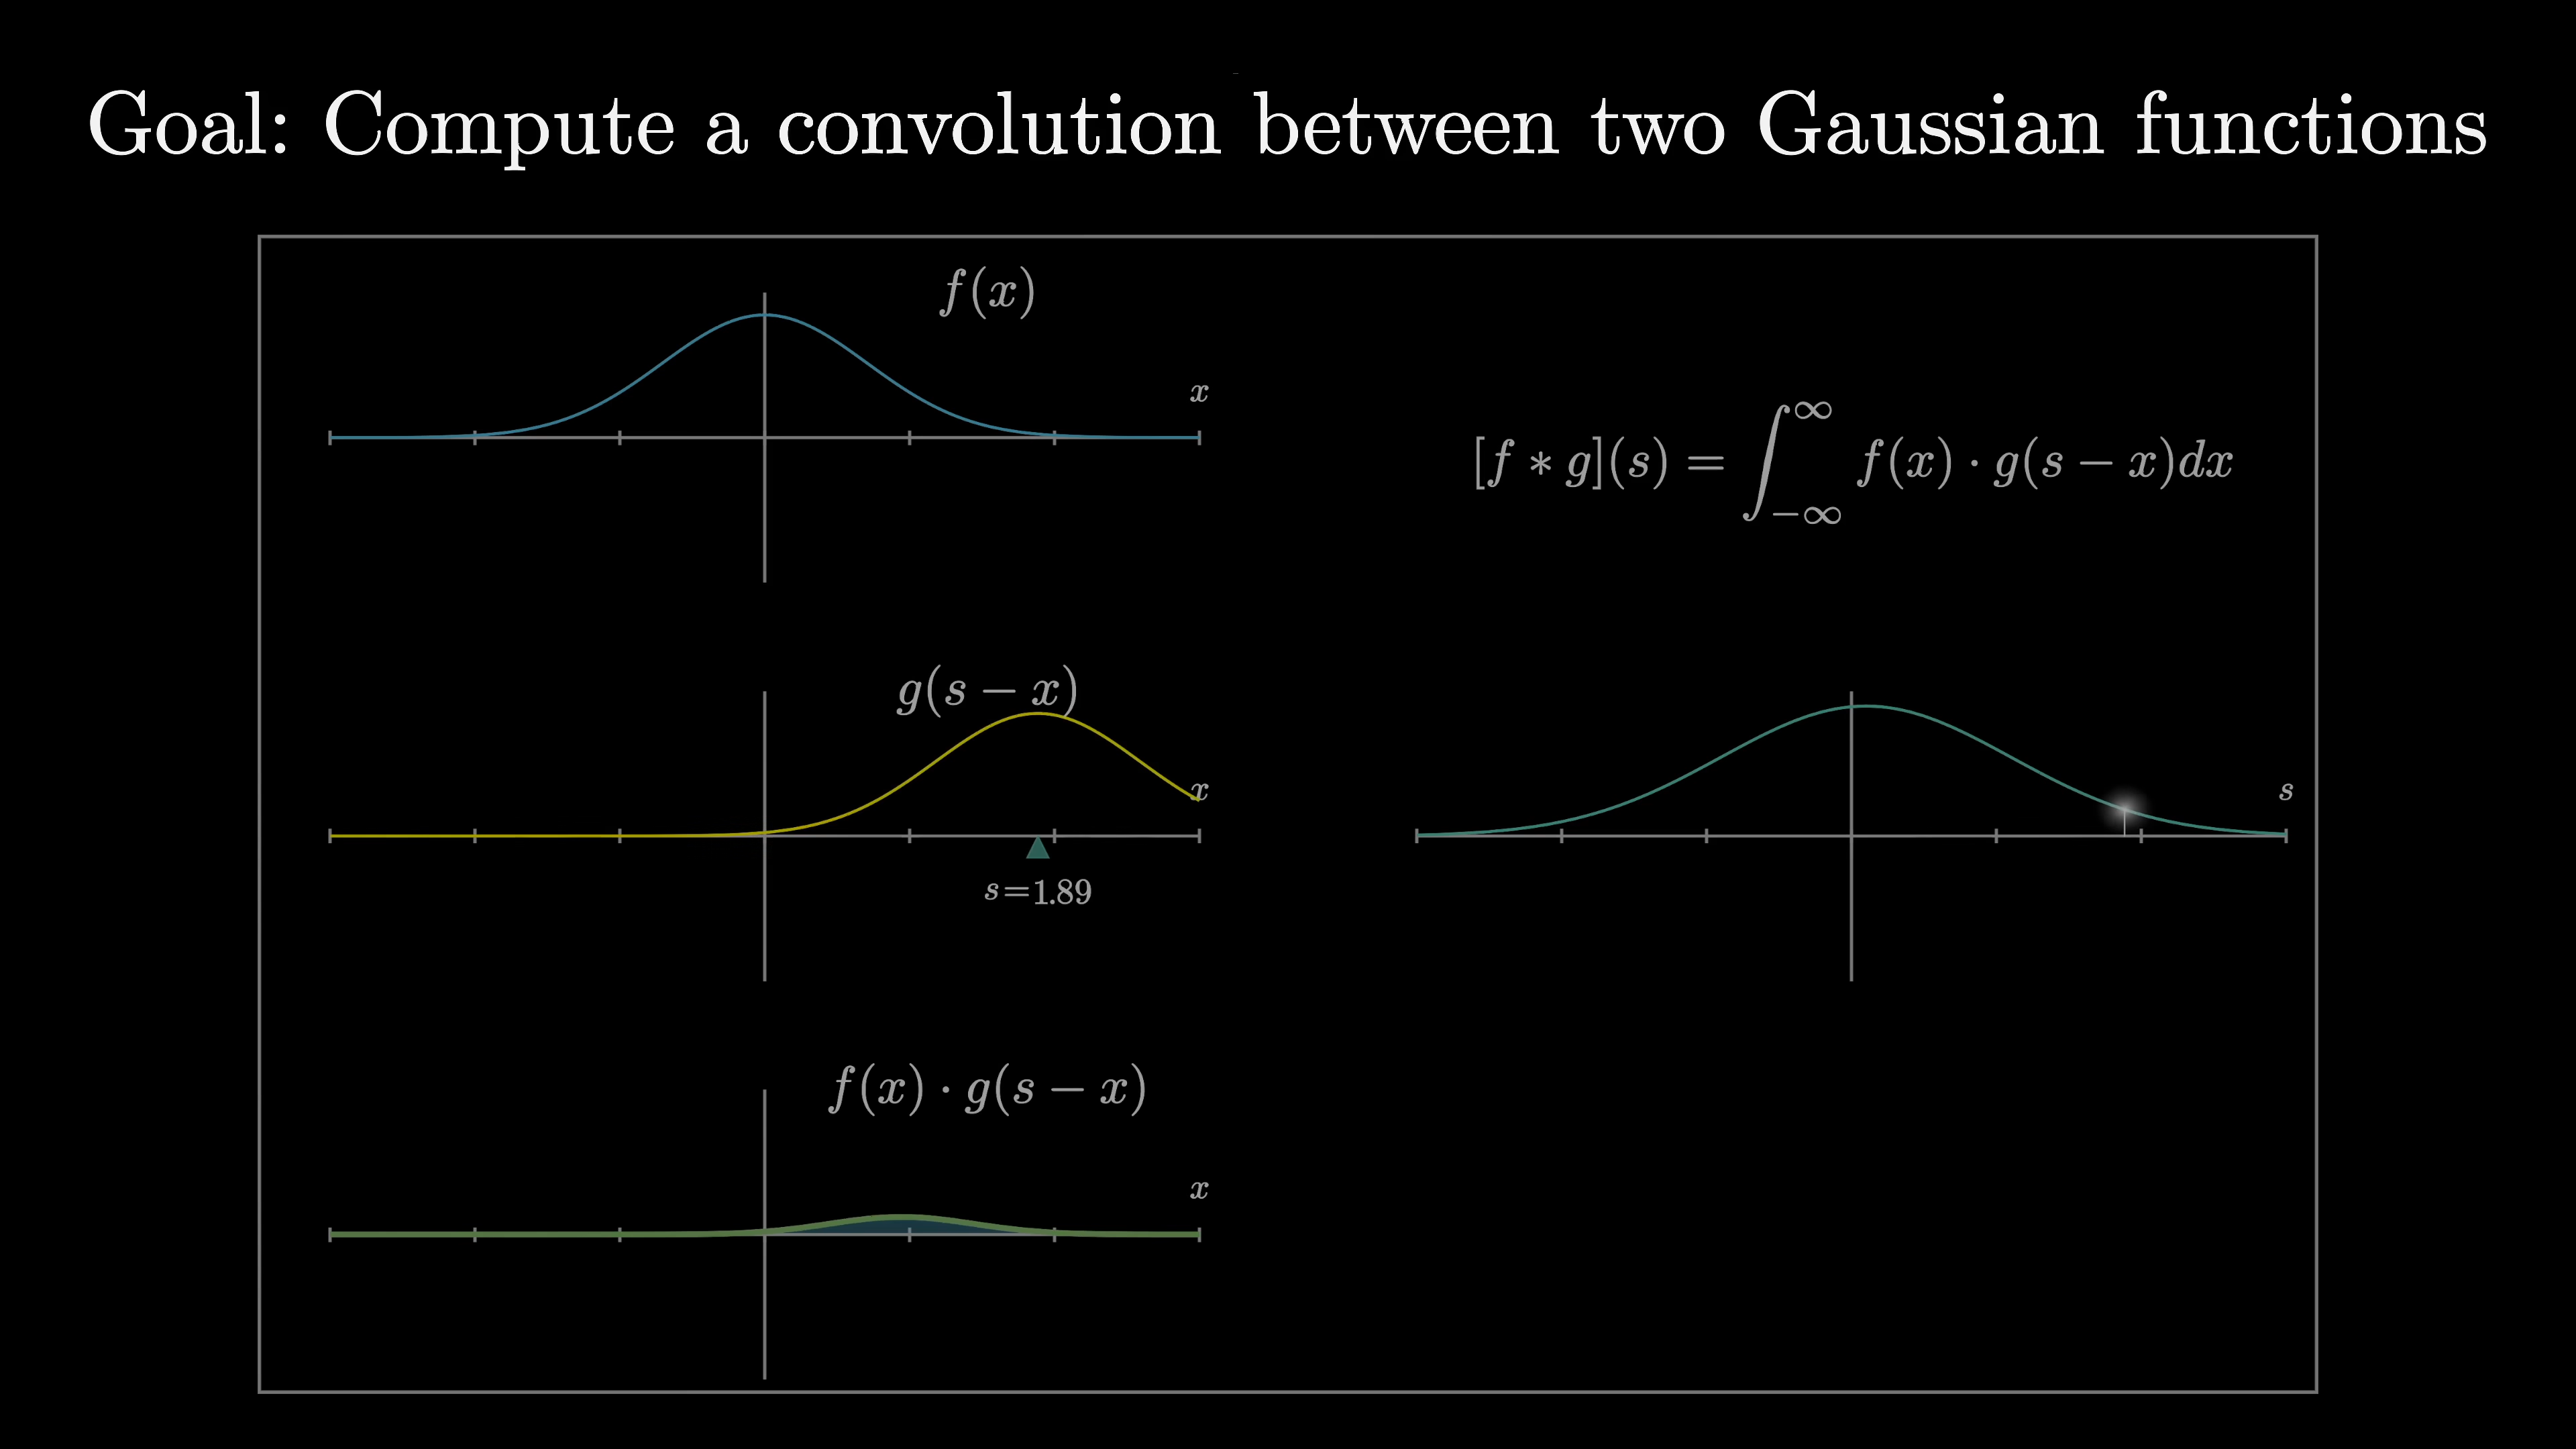 Goal: Compute a convolution between two Gaussian functions
f(x)
x
[f ∗ g](s) = ∫_{-∞}^{∞} f(x) · g(s − x)dx
g(s − x)
x
s=1.89
s
f(x) · g(s − x)
x